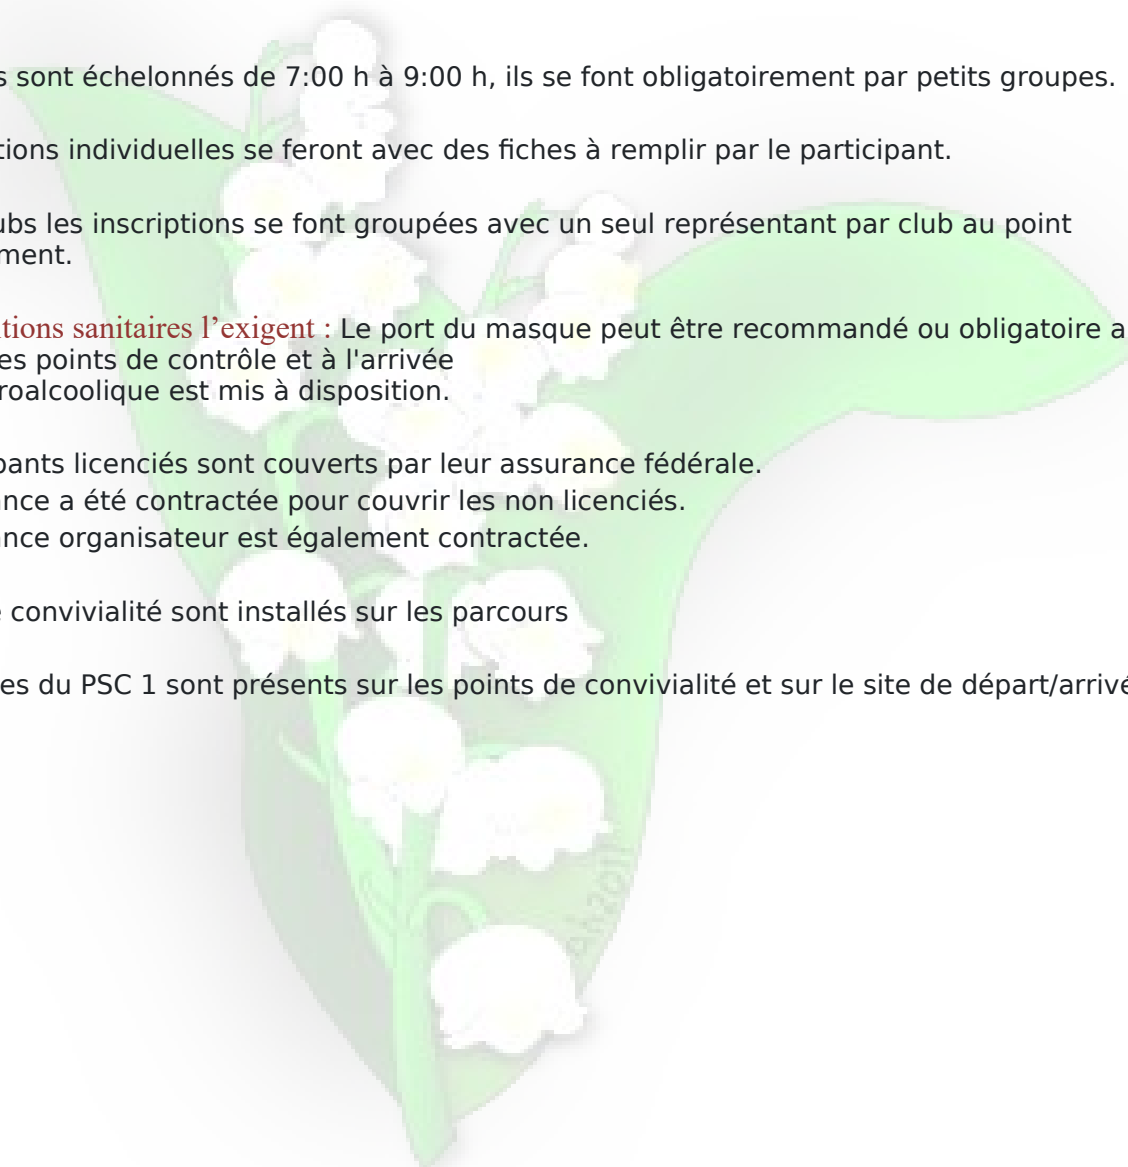 s sont échelonnés de 7:00 h à 9:00 h, ils se font obligatoirement par petits groupes.
tions individuelles se feront avec des fiches à remplir par le participant.
ubs les inscriptions se font groupées avec un seul représentant par club au point
ment.
tions sanitaires l’exigent : Le port du masque peut être recommandé ou obligatoire a
es points de contrôle et à l'arrivée
roalcoolique est mis à disposition.
pants licenciés sont couverts par leur assurance fédérale.
ance a été contractée pour couvrir les non licenciés.
ance organisateur est également contractée.
e convivialité sont installés sur les parcours
es du PSC 1 sont présents sur les points de convivialité et sur le site de départ/arrivé
Ah2011